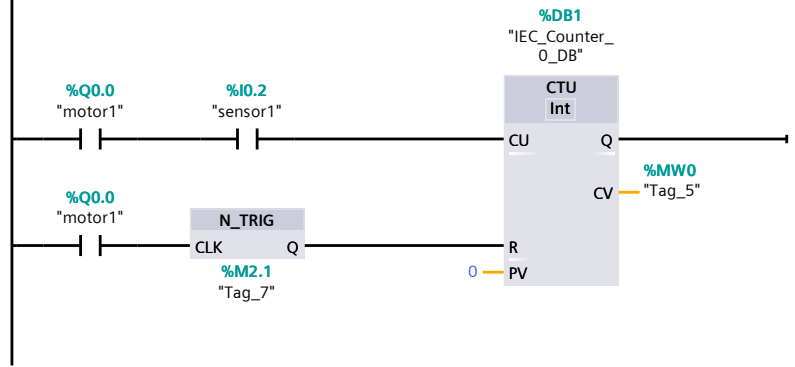 %DB1
"IEC_Counter_
0_DB"
%Q0.0
"motor1"
%I0.2
"sensor1"
CTU
Int
CU
Q
%MW0
CV
"Tag_5"
%Q0.0
"motor1"
N_TRIG
CLK
Q
R
%M2.1
"Tag_7"
0
PV